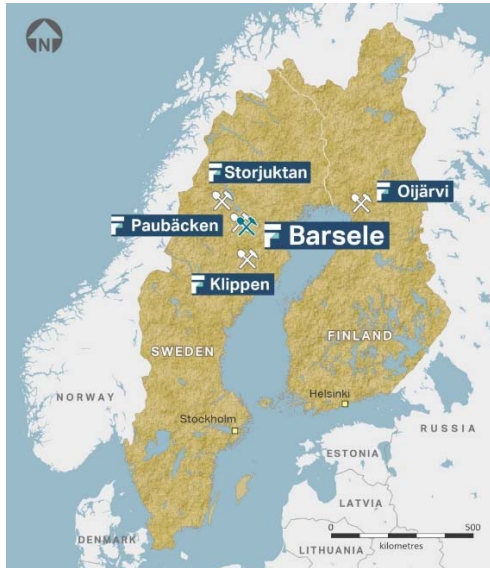 N
Storjuktan
Oijärvi
Paubäcken
Barsele
Klippen
SWEDEN
FINLAND
NORWAY
Helsinki
Stockholm
RUSSIA
ESTONIA
LATVIA
DENMARK
LITHUANIA
0 500
kilometres